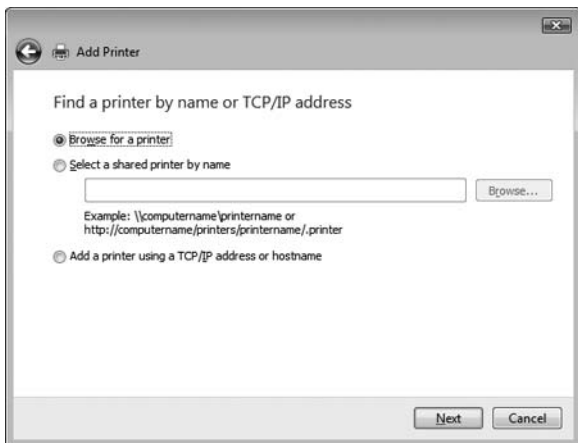 Add Printer
Find a printer by name or TCP/IP address
Browse for a printer
Select a shared printer by name
Browse...
Example: \\computername\printername or
http://computername/printers/printername/.printer
Add a printer using a TCP/IP address or hostname
Next Cancel